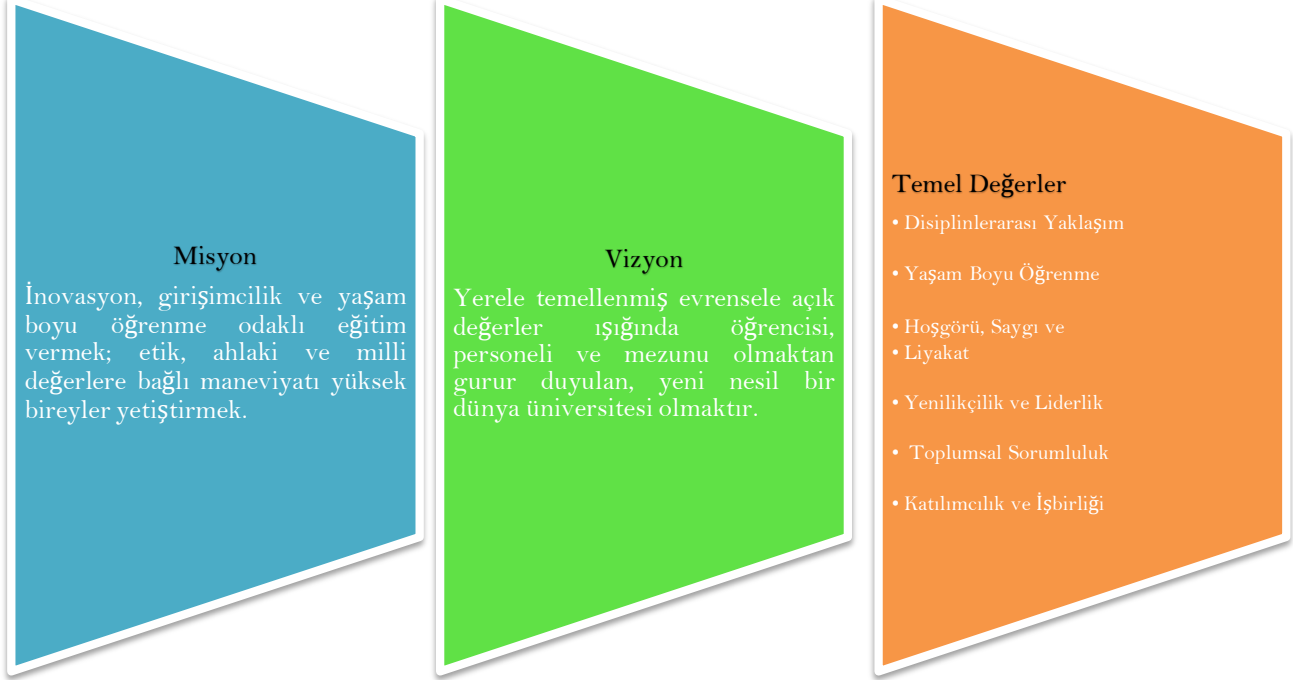 Misyon
İnovasyon, girişimcilik ve yaşam
boyu öğrenme odaklı eğitim
vermek; etik, ahlaki ve milli
değerlere bağlı maneviyatı yüksek
bireyler yetiştirmek.
Vizyon
Yerele temellenmiş evrensele açık
değerler ışığında öğrencisi,
personeli ve mezunu olmaktan
gurur duyulan, yeni nesil bir
dünya üniversitesi olmaktır.
Temel Değerler
• Disiplinlerarası Yaklaşım
• Yaşam Boyu Öğrenme
• Hoşgörü, Saygı ve
• Liyakat
• Yenilikçilik ve Liderlik
• Toplumsal Sorumluluk
• Katılımcılık ve İşbirliği